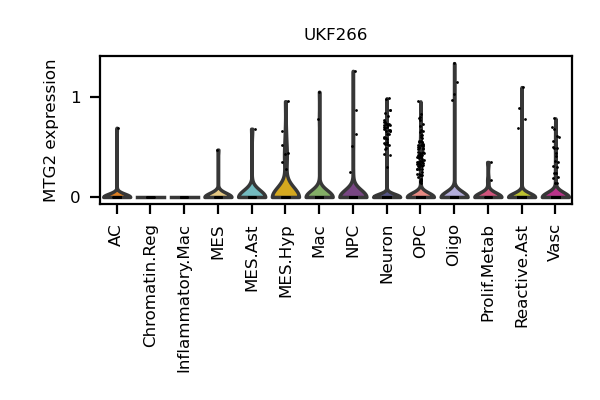 UKF266
MTG2 expression
1
0
AC
Chromatin.Reg
Inflammatory.Mac
MES
MES.Ast
MES.Hyp
Mac
NPC
Neuron
OPC
Oligo
Prolif.Metab
Reactive.Ast
Vasc